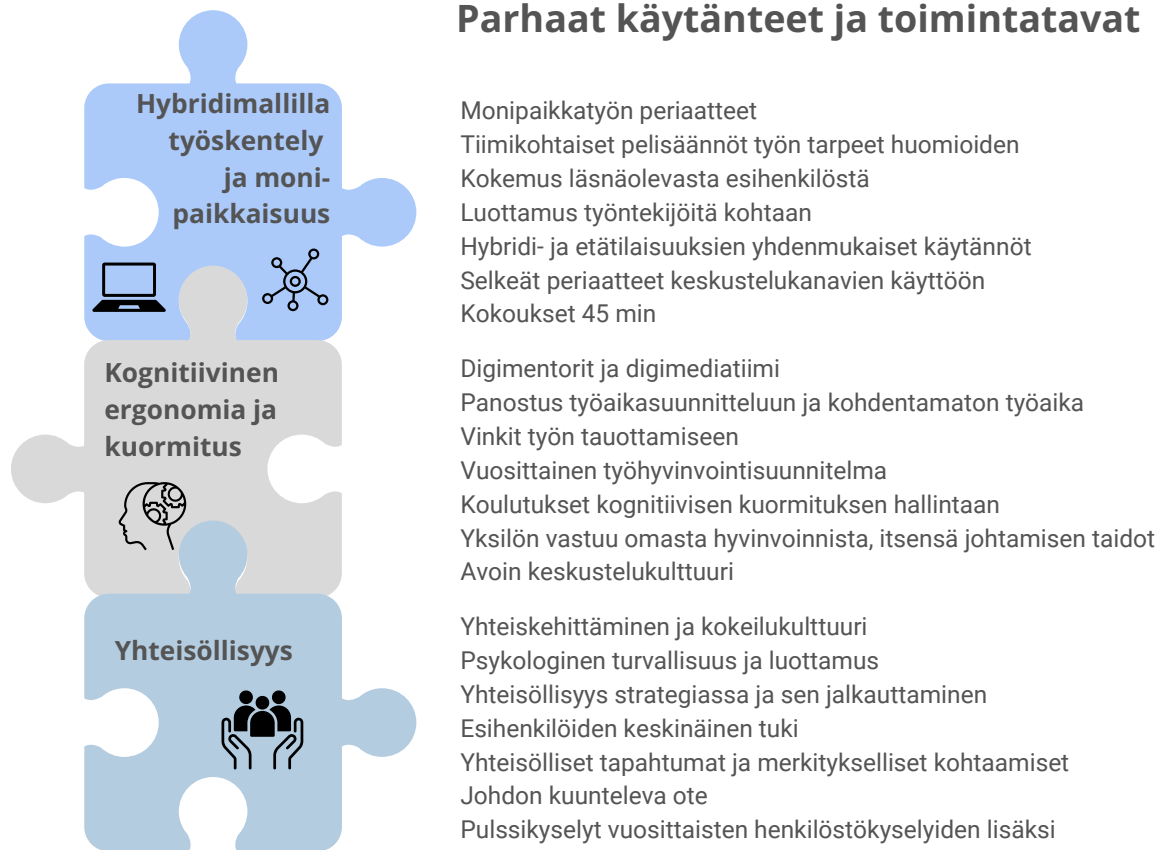 Parhaat käytänteet ja toimintatavat
Hybridimallilla
työskentely
ja moni-
paikkaisuus
Monipaikkatyön periaatteet
Tiimikohtaiset pelisäännöt työn tarpeet huomioiden
Kokemus läsnäolevasta esihenkilöstä
Luottamus työntekijöitä kohtaan
Hybridi- ja etätilaisuuksien yhdenmukaiset käytännöt
Selkeät periaatteet keskustelukanavien käyttöön
Kokoukset 45 min
Kognitiivinen
ergonomia ja
kuormitus
Digimentorit ja digimediatiimi
Panostus työaikasuunnitteluun ja kohdentamaton työaika
Vinkit työn tauottamiseen
Vuosittainen työhyvinvointisuunnitelma
Koulutukset kognitiivisen kuormituksen hallintaan
Yksilön vastuu omasta hyvinvoinnista, itsensä johtamisen taidot
Avoin keskustelukulttuuri
Yhteisöllisyys
Yhteiskehittäminen ja kokeilukulttuuri
Psykologinen turvallisuus ja luottamus
Yhteisöllisyys strategiassa ja sen jalkauttaminen
Esihenkilöiden keskinäinen tuki
Yhteisölliset tapahtumat ja merkitykselliset kohtaamiset
Johdon kuunteleva ote
Pulssikyselyt vuosittaisten henkilöstökyselyiden lisäksi